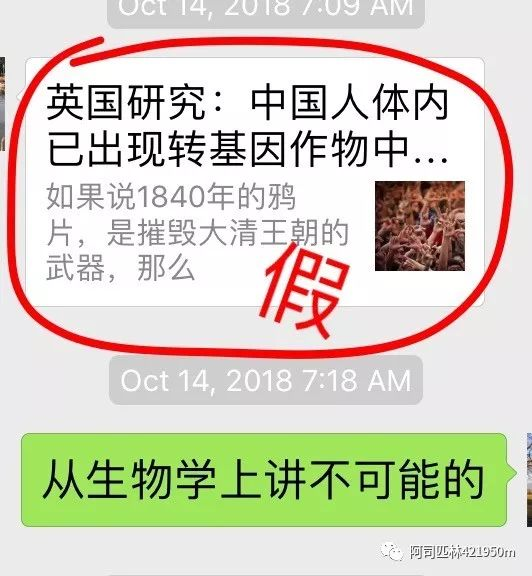 Oct 14, 2018 7:09 AM
英国研究：中国人体内
已出现转基因作物中...
如果说1840年的鸦
片，是摧毁大清王朝的
武器，那么
假
Oct 14, 2018 7:18 AM
从生物学上讲不可能的
阿司匹林421950m